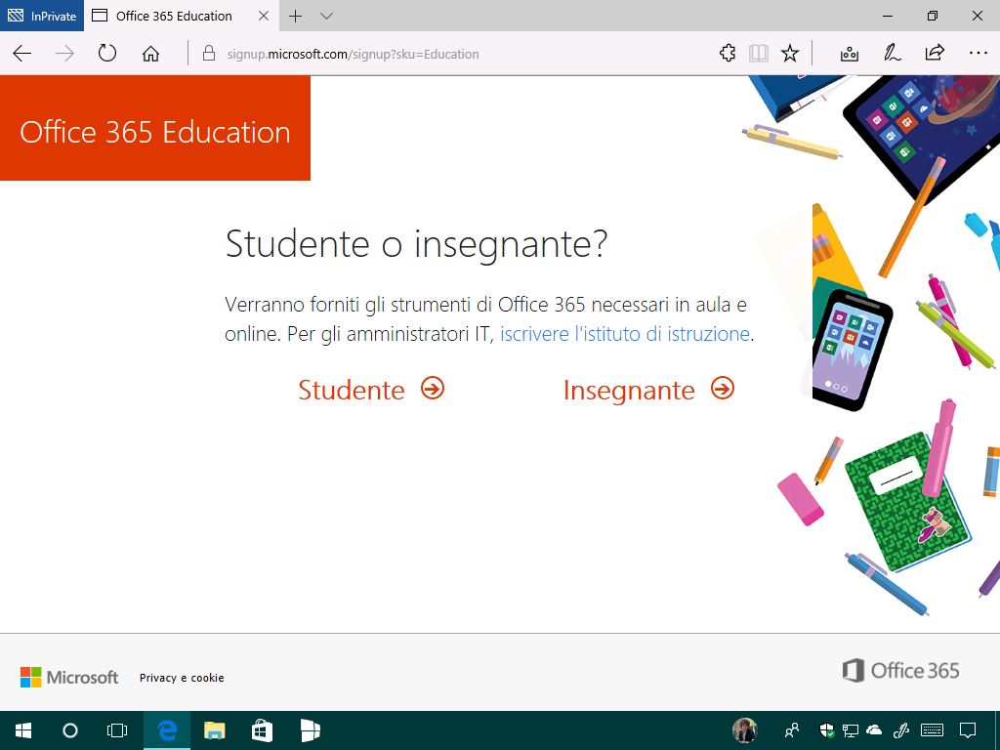 InPrivate
Office 365 Education
signup.microsoft.com/signup?sku=Education
Office 365 Education
Studente o insegnante?
Verranno forniti gli strumenti di Office 365 necessari in aula e
online. Per gli amministratori IT, iscrivere l'istituto di istruzione.
Studente
Insegnante
Microsoft
Privacy e cookie
Office 365